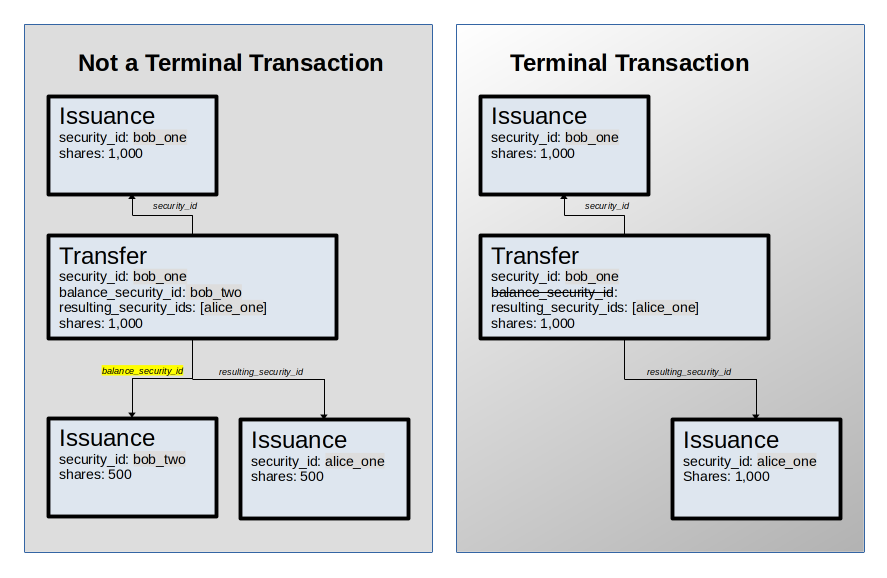 Not a Terminal Transaction
Issuance
security_id: bob_one
shares: 1,000
security_id
Transfer
security_id: bob_one
balance_security_id: bob_two
resulting_security_ids: [alice_one]
shares: 1,000
balance_security_id
resulting_security_id
Issuance
security_id: bob_two
shares: 500
Issuance
security_id: alice_one
shares: 500
Terminal Transaction
Issuance
security_id: bob_one
shares: 1,000
security_id
Transfer
security_id: bob_one
balance_security_id:
resulting_security_ids: [alice_one]
shares: 1,000
resulting_security_id
Issuance
security_id: alice_one
Shares: 1,000